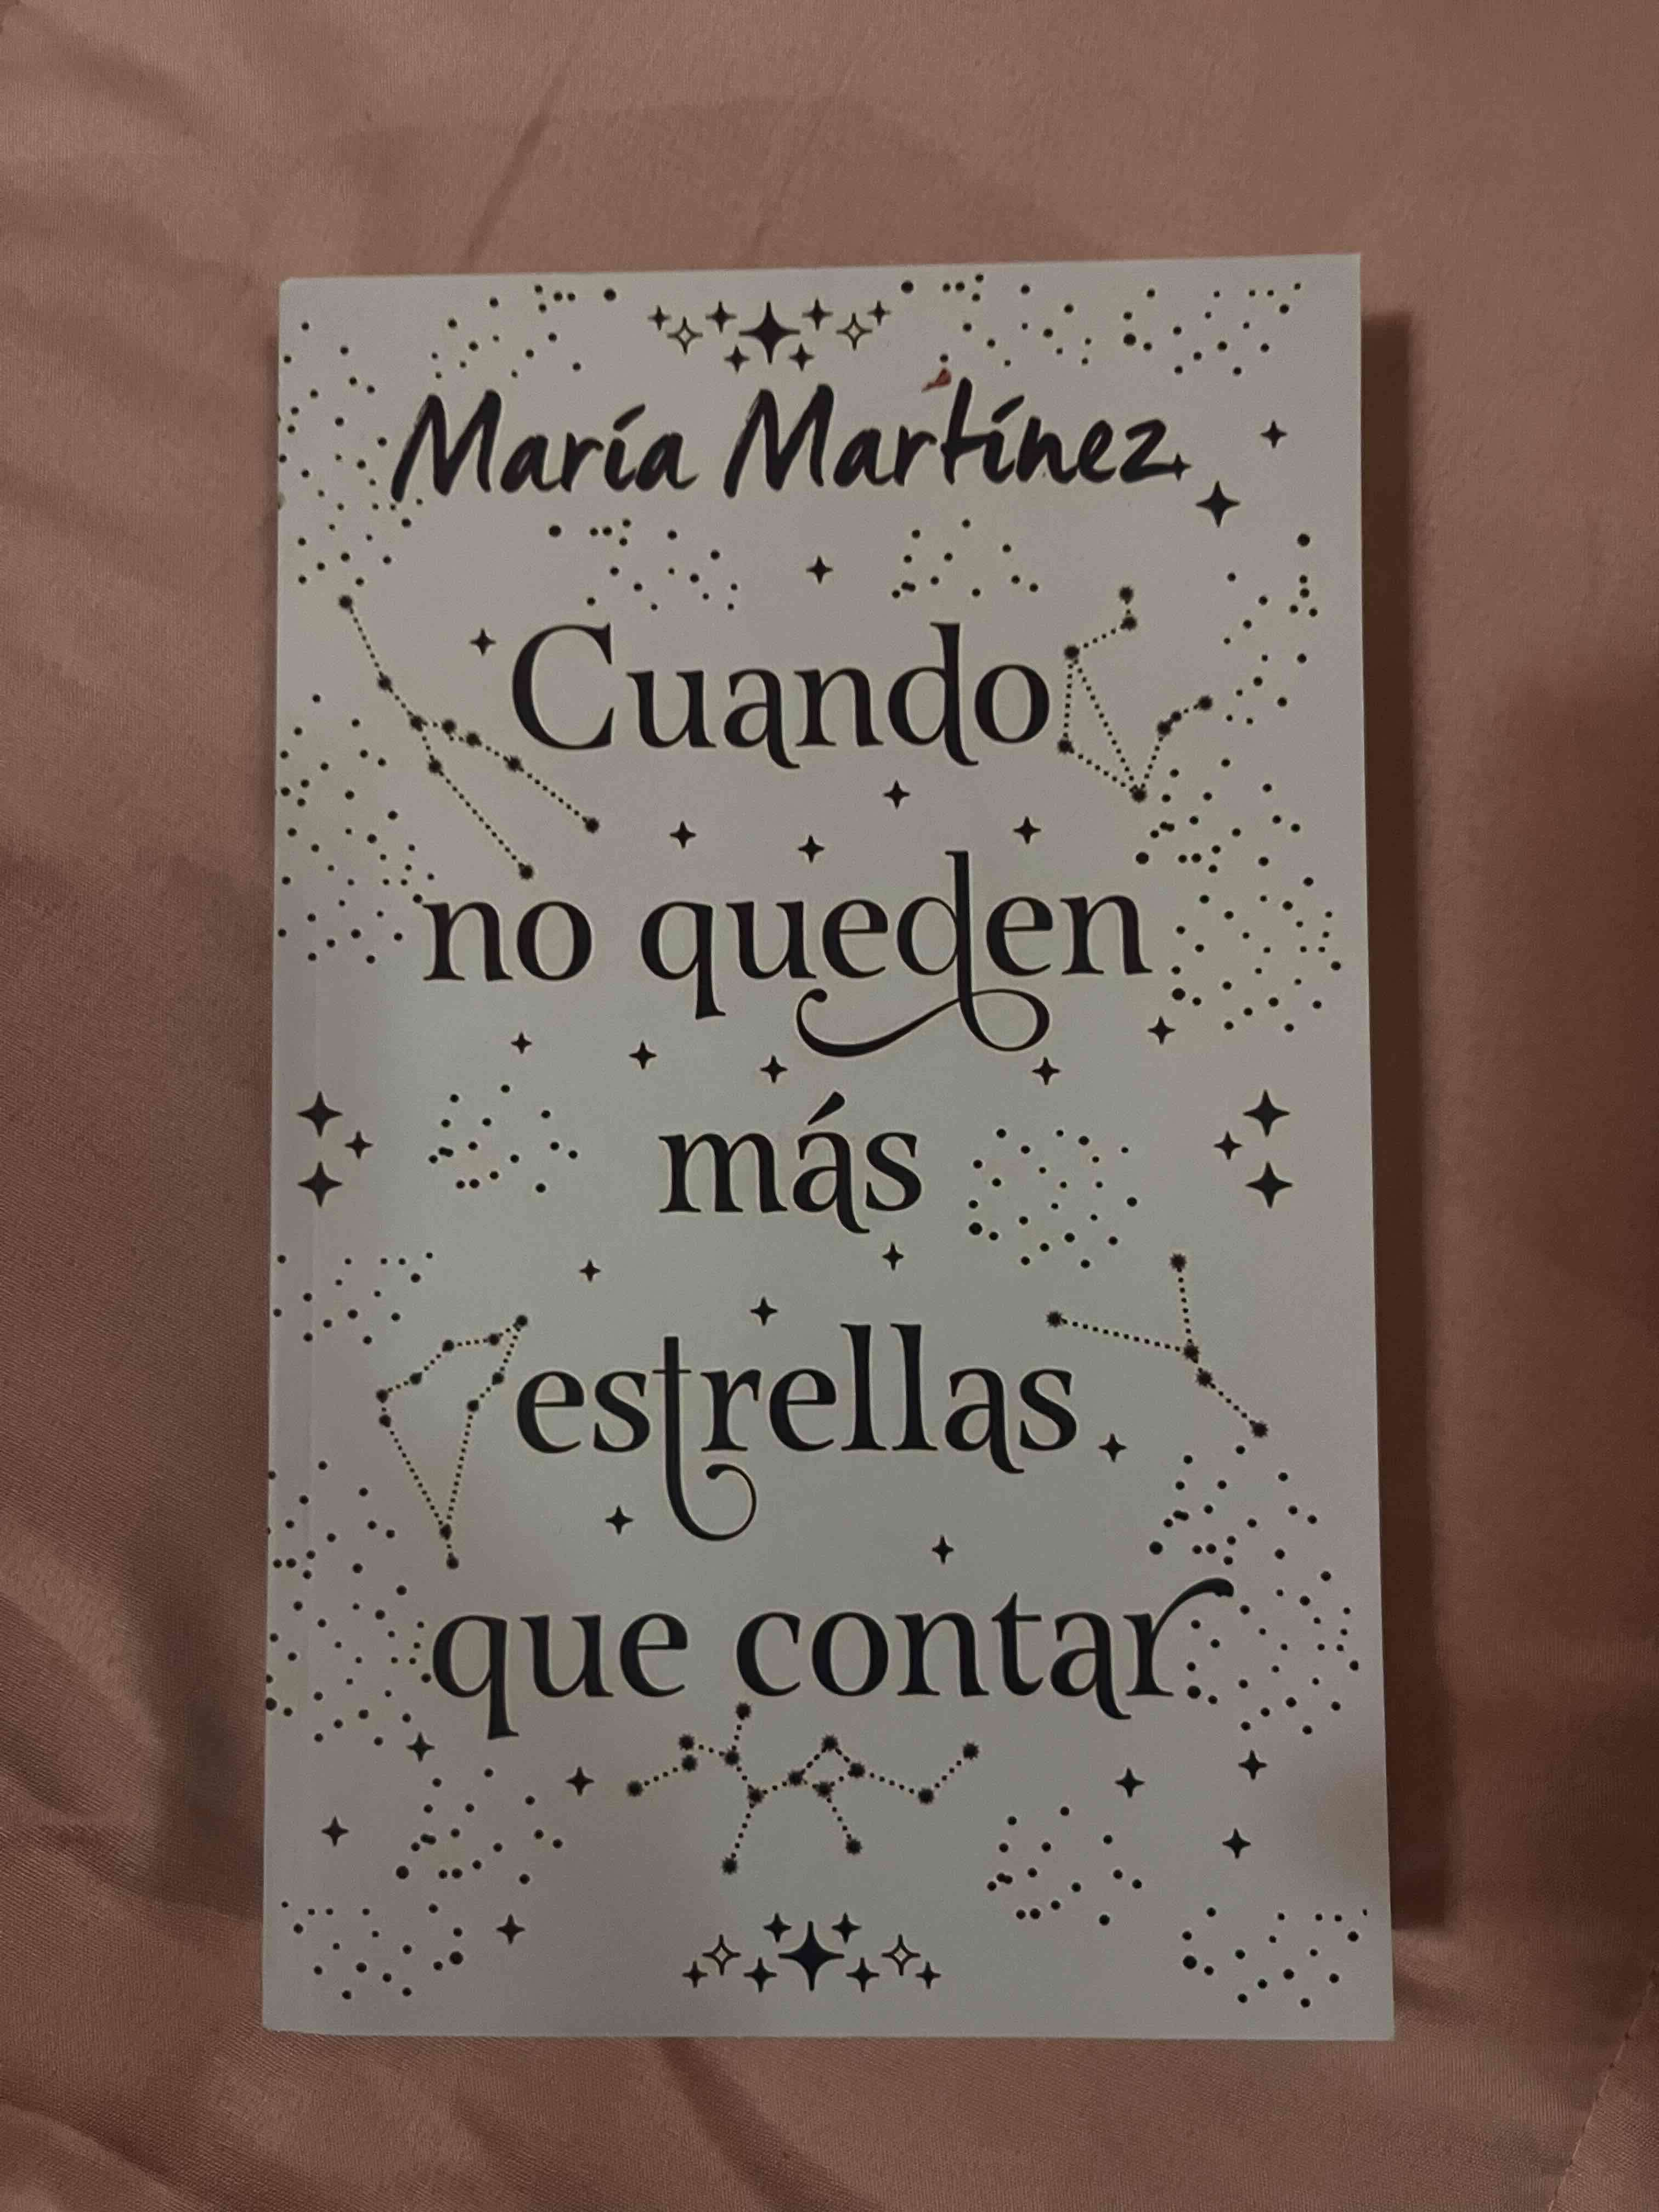 María Martínez
Cuando
no queden
más
estrellas
que contar